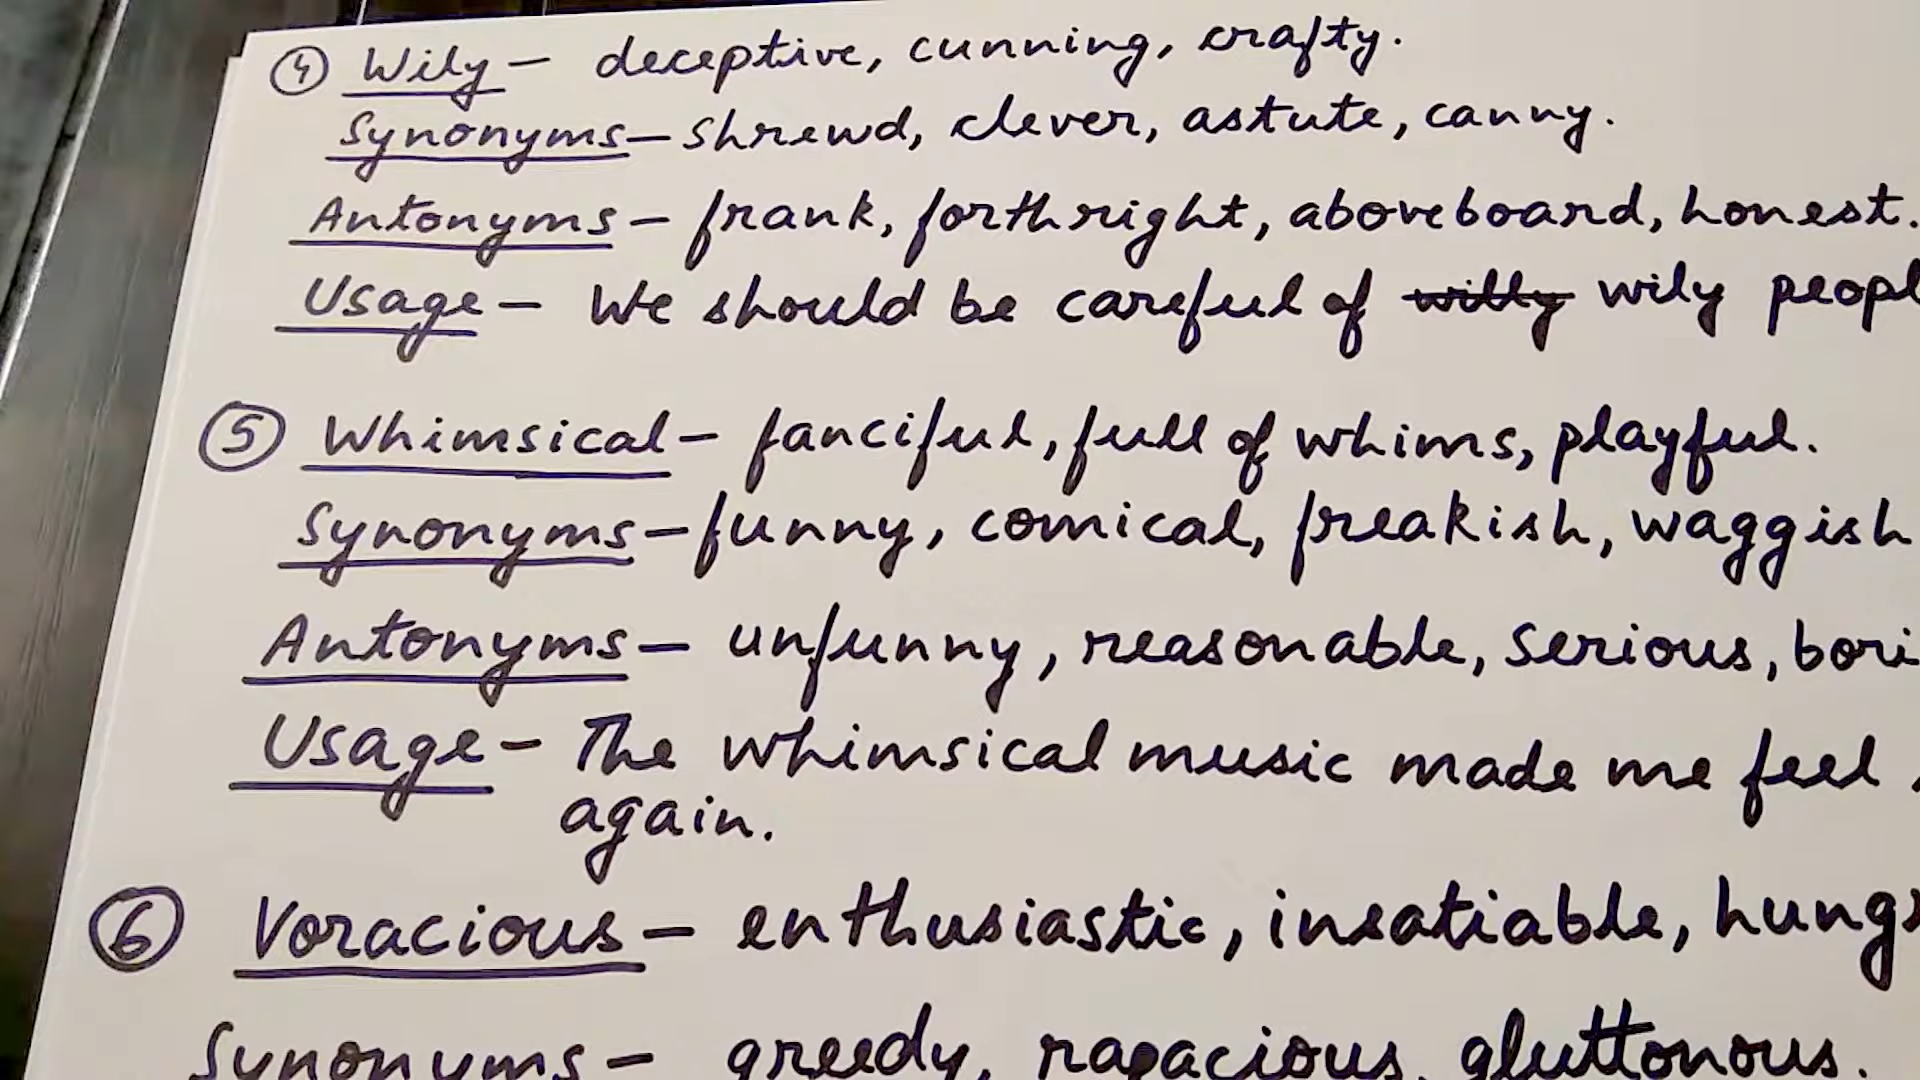 ④ Wily — deceptive, cunning, crafty.
Synonyms — shrewd, clever, astute, canny.
Antonyms — frank, forthright, aboveboard, honest.
Usage — We should be careful of willy wily peopl
⑤ Whimsical — fanciful, full of whims, playful.
Synonyms — funny, comical, freakish, waggish
Antonyms — unfunny, reasonable, serious, bori
Usage — The whimsical music made me feel
again.
⑥ Voracious — enthusiastic, insatiable, hung
Synonyms — greedy, rapacious, gluttonous.